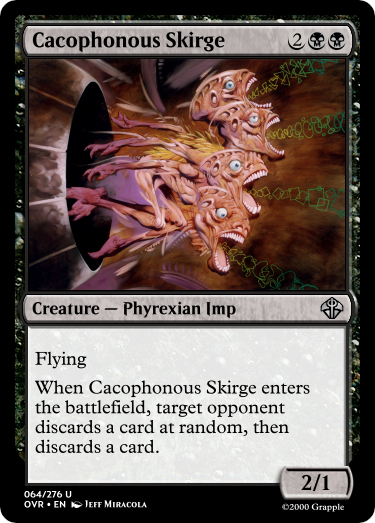 Cacophonous Skirge 2
Creature — Phyrexian Imp
Flying
When Cacophonous Skirge enters
the battlefield, target opponent
discards a card at random, then
discards a card.
2/1
064/276 U
OVR • EN Jeff Miracola
©2000 Grapple